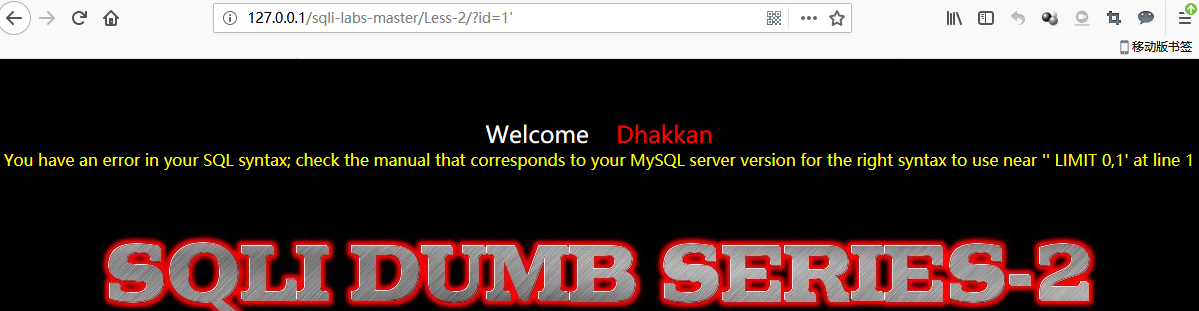 127.0.0.1/sqli-labs-master/Less-2/?id=1'
移动版书签
Welcome Dhakkan
You have an error in your SQL syntax; check the manual that corresponds to your MySQL server version for the right syntax to use near '' LIMIT 0,1' at line 1
SQLI DUMB SERIES-2